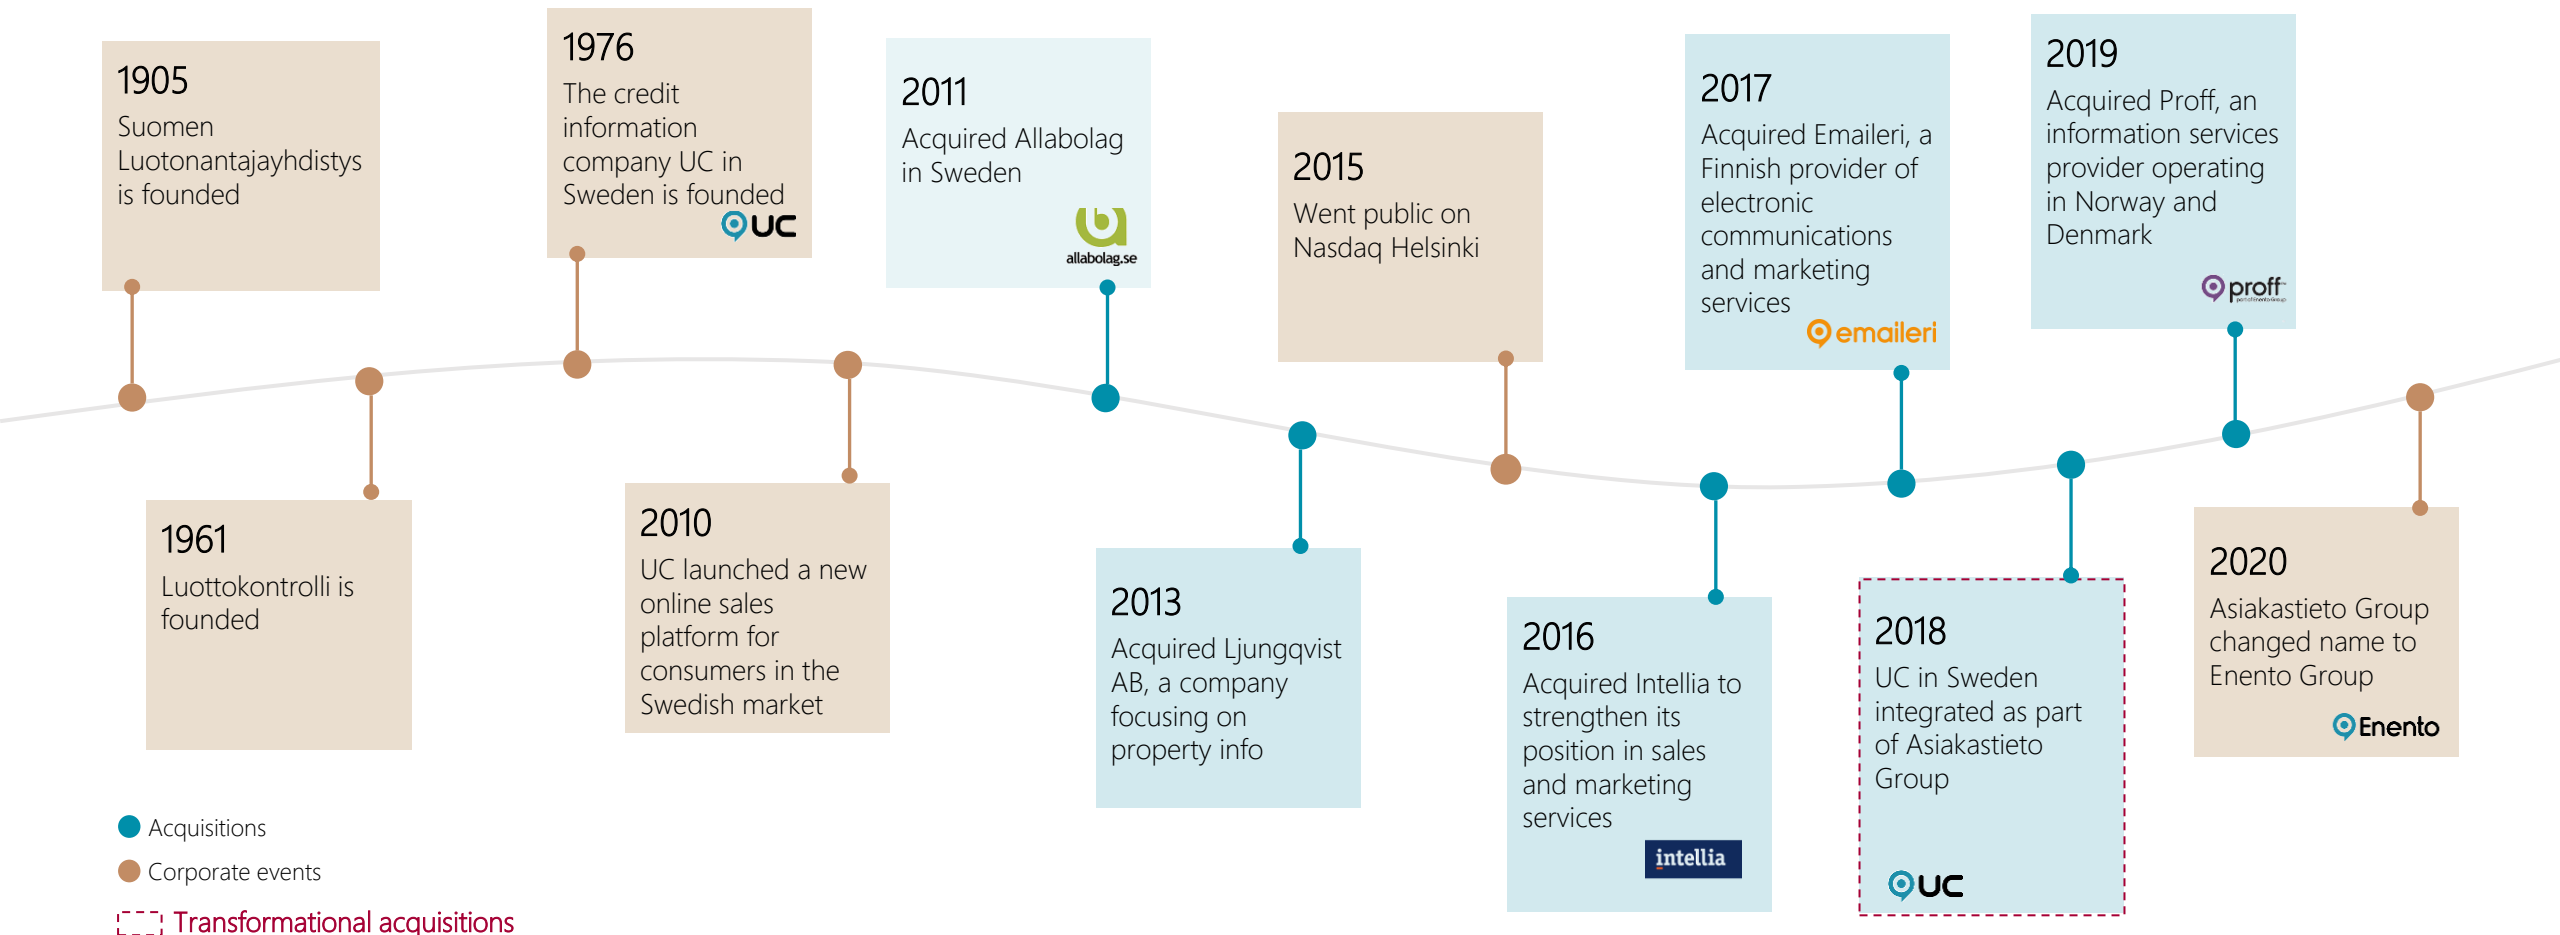 1905
Suomen
Luotonantajayhdistys
is founded
1961
Luottokontrolli is
founded
1976
The credit
information
company UC in
Sweden is founded
UC
2010
UC launched a new
online sales
platform for
consumers in the
Swedish market
2011
Acquired Allabolag
in Sweden
allabolag.se
2013
Acquired Ljungqvist
AB, a company
focusing on
property info
2015
Went public on
Nasdaq Helsinki
2016
Acquired Intellia to
strengthen its
position in sales
and marketing
services
intellia
2017
Acquired Emaileri, a
Finnish provider of
electronic
communications
and marketing
services
emaileri
2018
UC in Sweden
integrated as part
of Asiakastieto
Group
UC
2019
Acquired Proff, an
information services
provider operating
in Norway and
Denmark
proff
part of Enento Group
2020
Asiakastieto Group
changed name to
Enento Group
Enento
Acquisitions
Corporate events
Transformational acquisitions